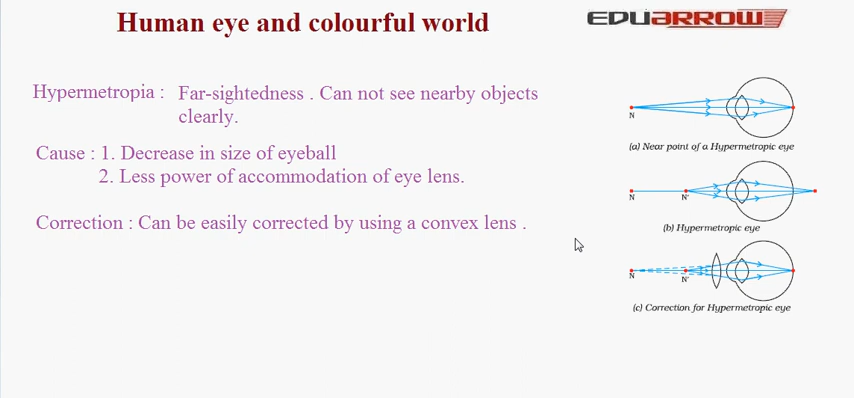 Human eye and colourful world
EDUARROW
Hypermetropia : Far-sightedness . Can not see nearby objects
clearly.
Cause : 1. Decrease in size of eyeball
2. Less power of accommodation of eye lens.
Correction : Can be easily corrected by using a convex lens .
N
(a) Near point of a Hypermetropic eye
N N'
(b) Hypermetropic eye
N N'
(c) Correction for Hypermetropic eye